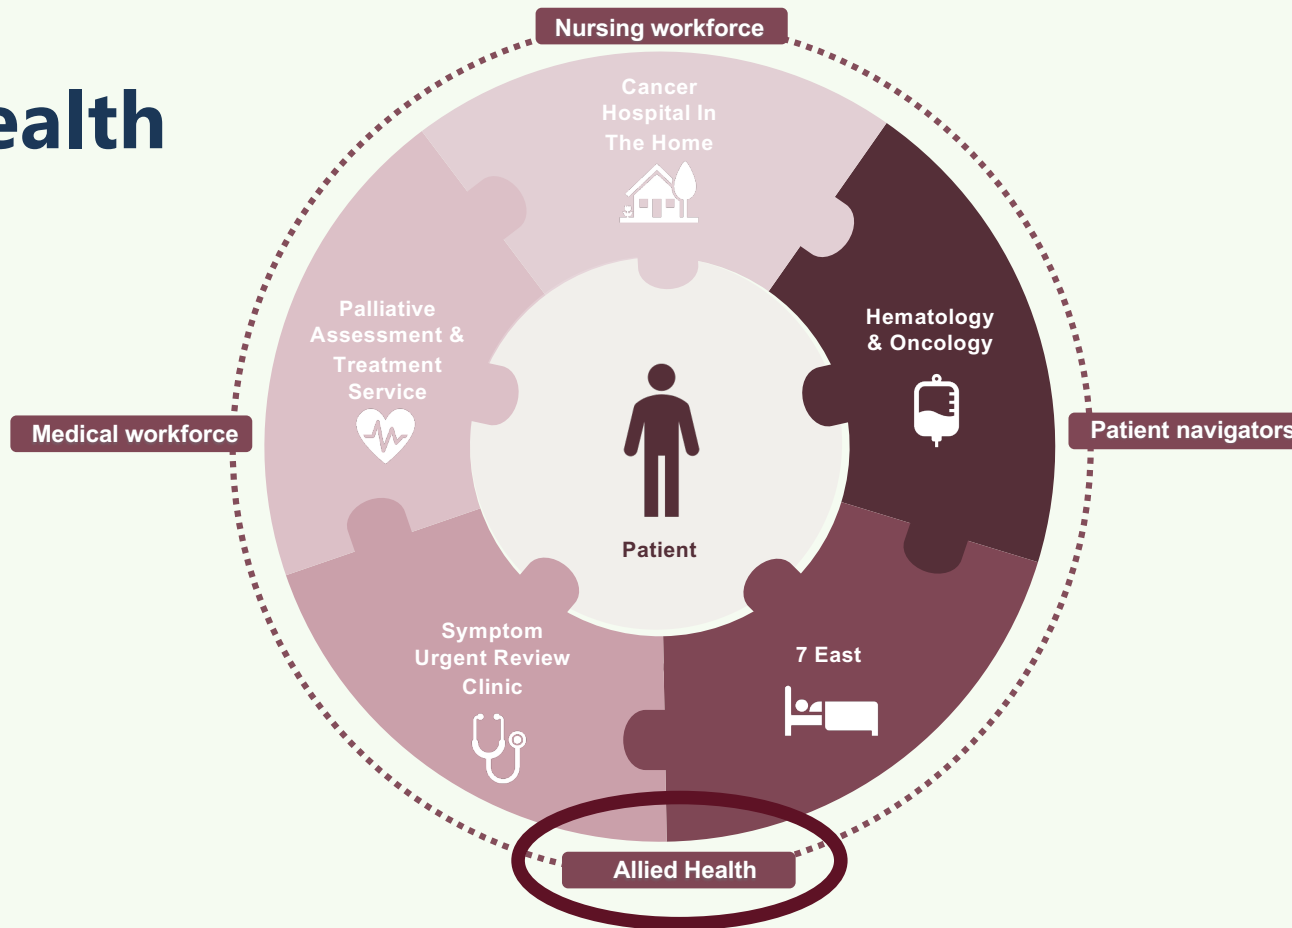 Nursing workforce
ealth
Cancer
Hospital In
The Home
Palliative
Assessment &
Treatment
Service
Hematology
& Oncology
Medical workforce
Patient navigators
Patient
Symptom
Urgent Review
Clinic
7 East
Allied Health